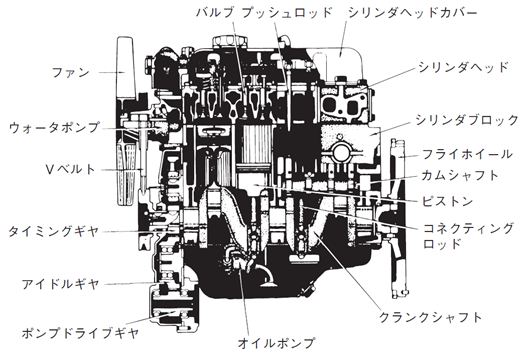 バルブ プッシュロッド
シリンダヘッドカバー
ファン
シリンダヘッド
ウォータポンプ
シリンダブロック
Vベルト
フライホイール
カムシャフト
ピストン
タイミングギヤ
コネクティング
ロッド
アイドルギヤ
クランクシャフト
ポンプドライブギヤ
オイルポンプ